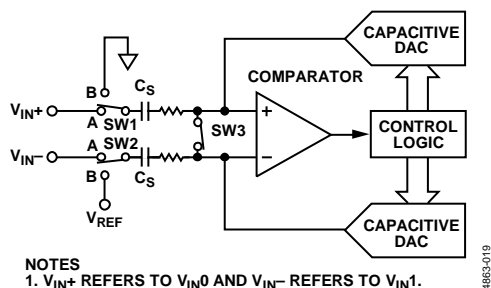 CAPACITIVE
DAC
COMPARATOR
B
CS
VIN+
A SW1
SW3
+
CONTROL
LOGIC
VIN–
A SW2
–
B
CS
VREF
CAPACITIVE
DAC
NOTES
1. VIN+ REFERS TO VIN0 AND VIN– REFERS TO VIN1.
4863-019